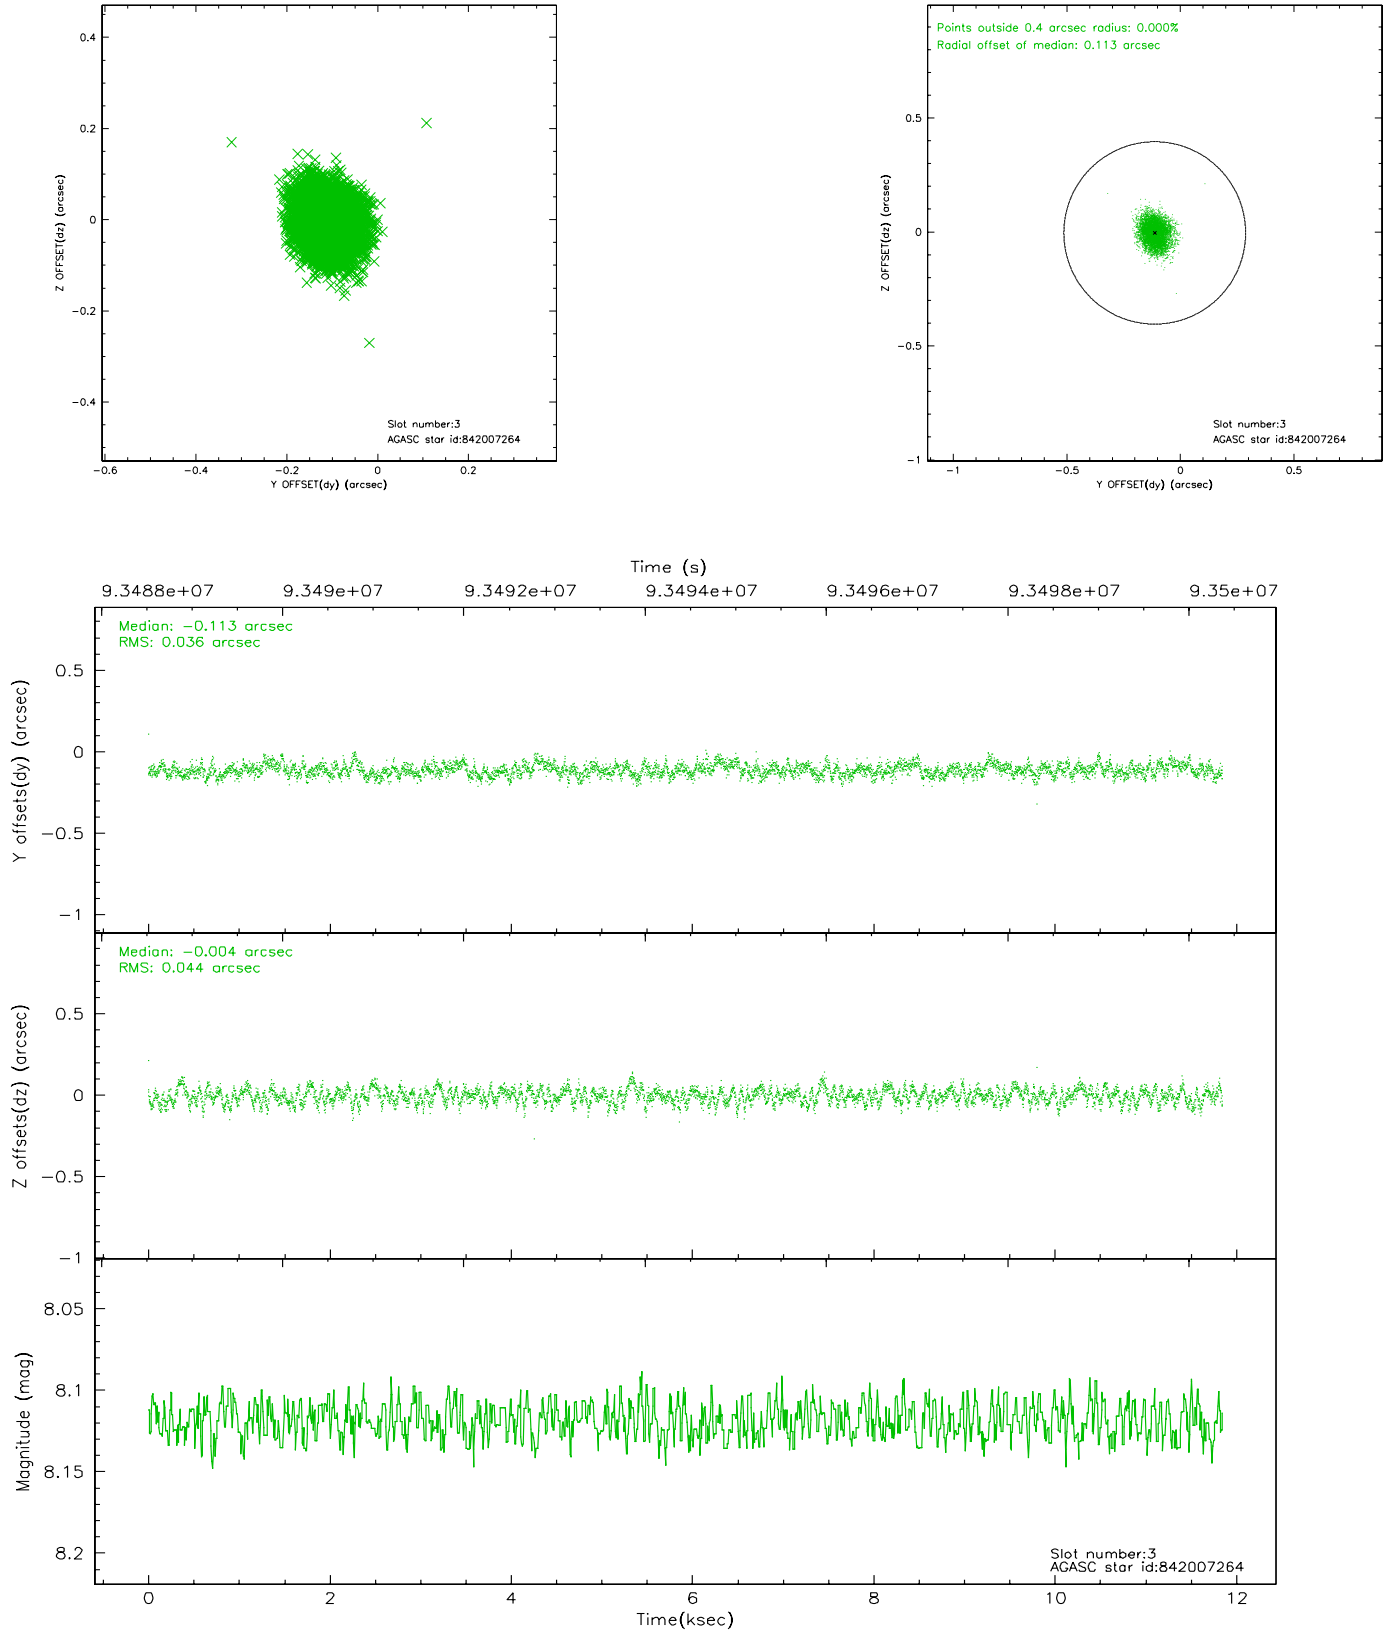 0.4
0.2
0
−0.2
−0.4
Z OFFSET(dz) (arcsec)
Slot number:3
AGASC star id:842007264
−0.6 −0.4 −0.2 0 0.2
Y OFFSET(dy) (arcsec)
Points outside 0.4 arcsec radius: 0.000%
Radial offset of median: 0.113 arcsec
0.5
0
−0.5
−1
Z OFFSET(dz) (arcsec)
Slot number:3
AGASC star id:842007264
−1 −0.5 0 0.5
Y OFFSET(dy) (arcsec)
Time (s)
9.3488e+07 9.349e+07 9.3492e+07 9.3494e+07 9.3496e+07 9.3498e+07 9.35e+07
Median: −0.113 arcsec
RMS: 0.036 arcsec
0.5
0
−0.5
−1
Y offsets(dy) (arcsec)
Median: −0.004 arcsec
RMS: 0.044 arcsec
0.5
0
−0.5
−1
Z offsets(dz) (arcsec)
8.05
8.1
8.15
8.2
Magnitude (mag)
Slot number:3
AGASC star id:842007264
0 2 4 6 8 10 12
Time(ksec)